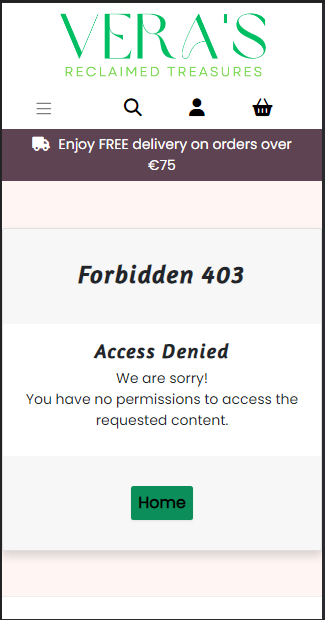 VERA'S
RECLAIMED TREASURES
Enjoy FREE delivery on orders over
€75
Forbidden 403
Access Denied
We are sorry!
You have no permissions to access the
requested content.
Home